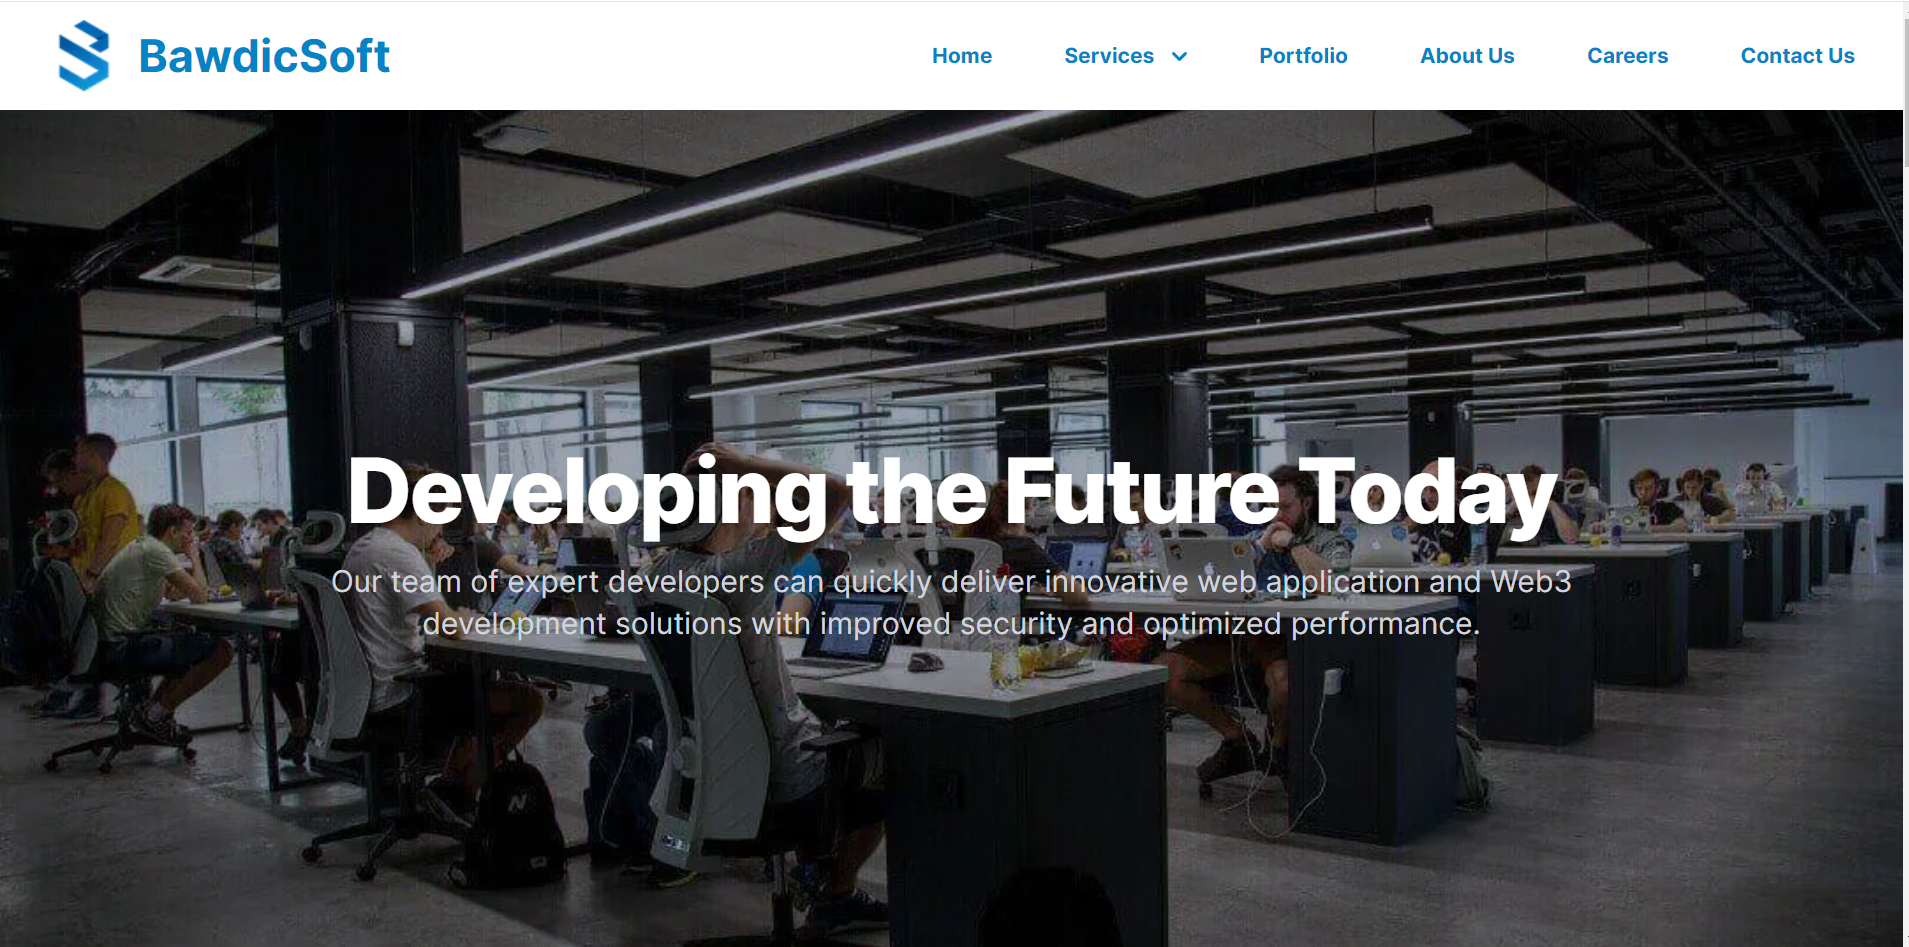 BawdicSoft
Home Services Portfolio About Us Careers Contact Us
Developing the Future Today
Our team of expert developers can quickly deliver innovative web application and Web3
development solutions with improved security and optimized performance.